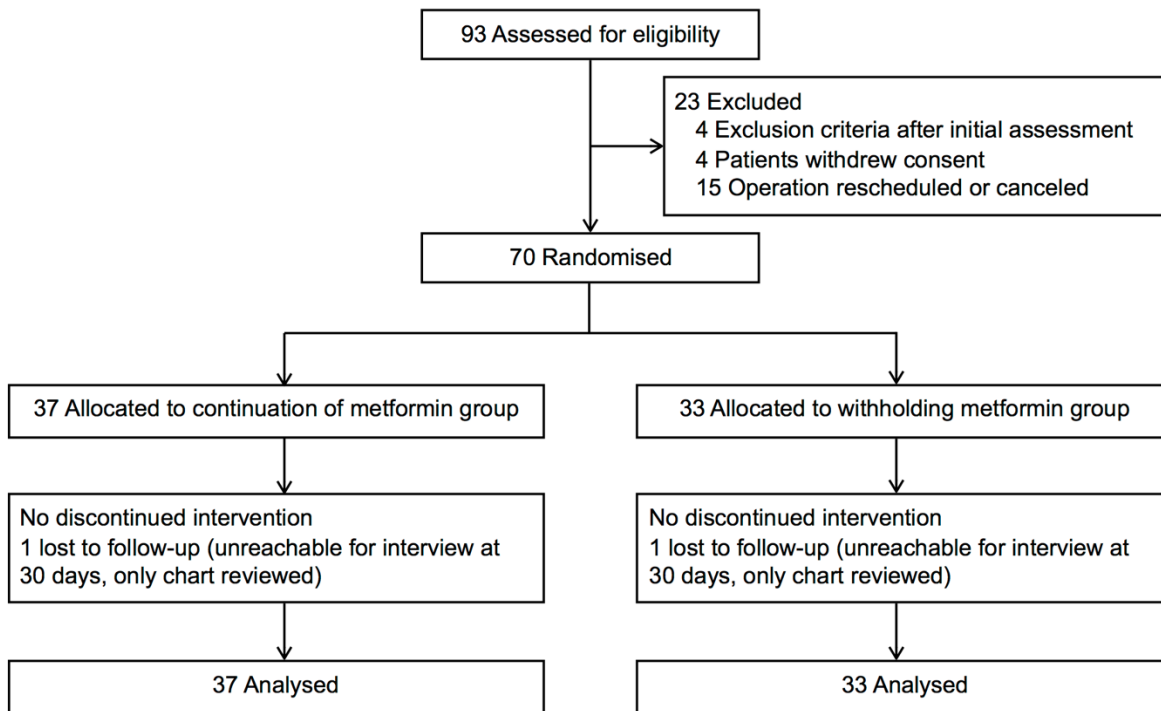 93 Assessed for eligibility
23 Excluded
4 Exclusion criteria after initial assessment
4 Patients withdrew consent
15 Operation rescheduled or canceled
70 Randomised
37 Allocated to continuation of metformin group
33 Allocated to withholding metformin group
No discontinued intervention
1 lost to follow-up (unreachable for interview at
30 days, only chart reviewed)
No discontinued intervention
1 lost to follow-up (unreachable for interview at
30 days, only chart reviewed)
37 Analysed
33 Analysed